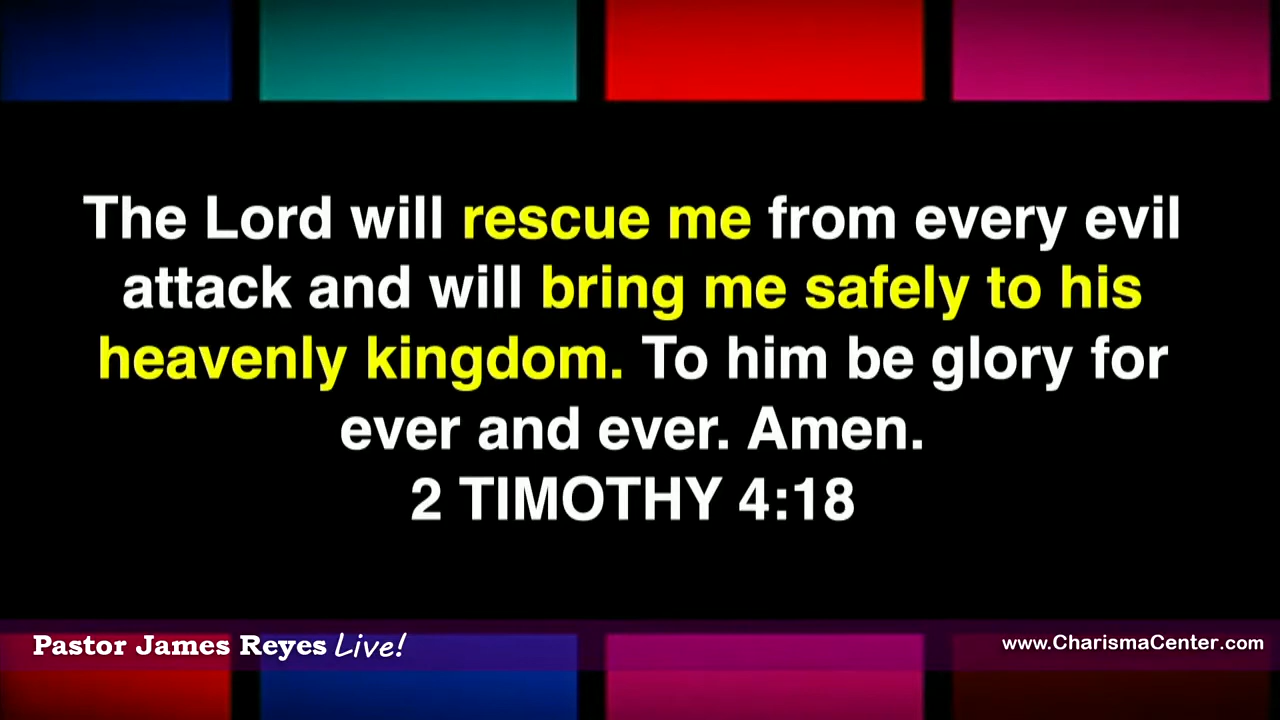 The Lord will rescue me from every evil
attack and will bring me safely to his
heavenly kingdom. To him be glory for
ever and ever. Amen.
2 TIMOTHY 4:18
Pastor James Reyes Live!
www.CharismaCenter.com